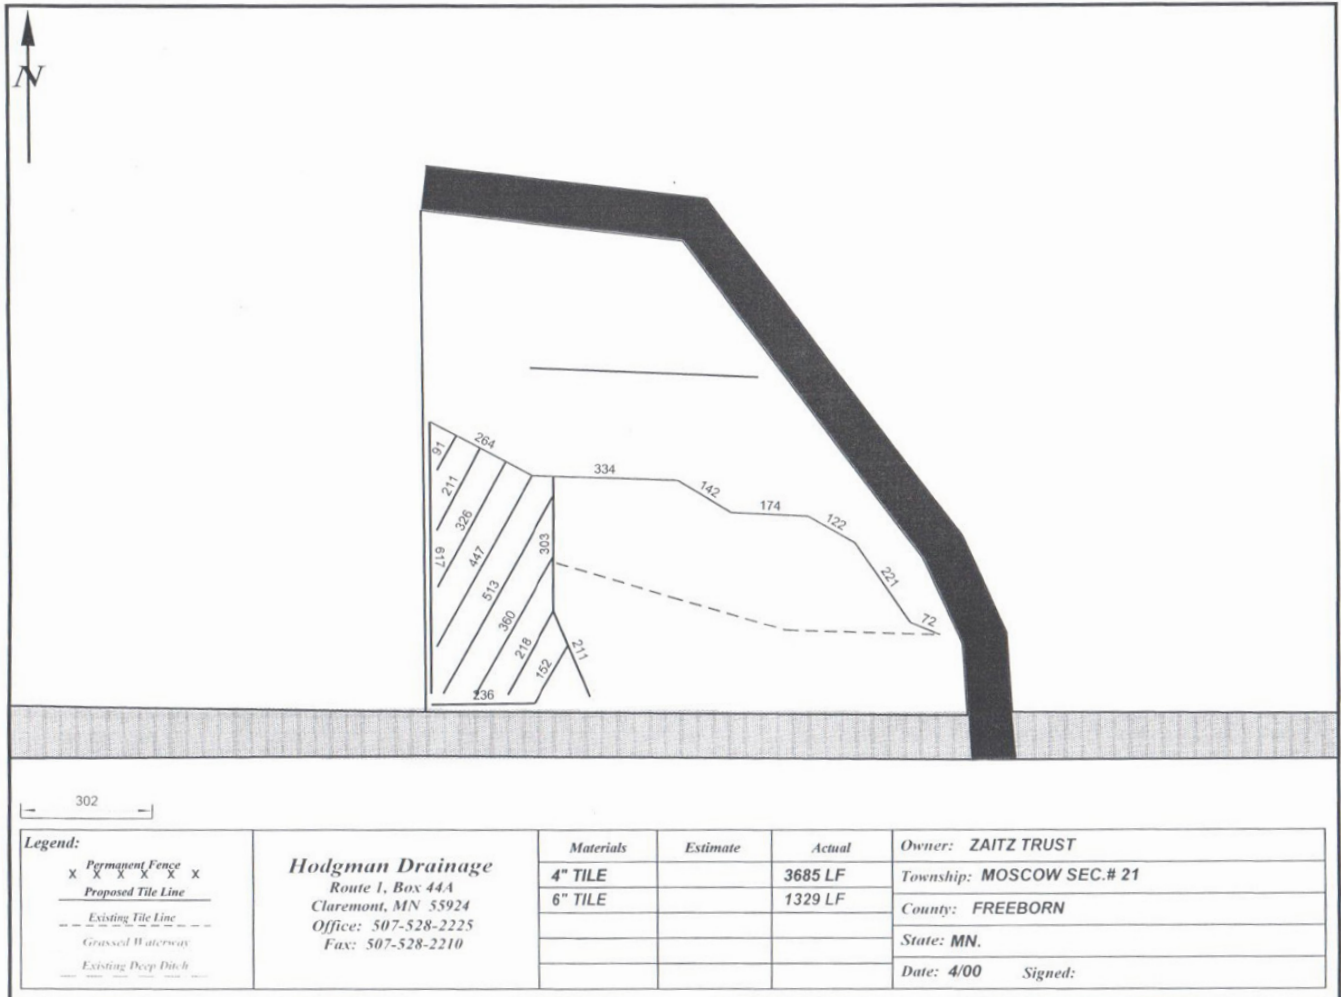 N
264
91
211
326
617
447
513
360
218
152
236
303
211
334
142
174
122
221
72
302
Legend:
Permanent Fence
X X X X X X
Proposed Tile Line
Existing Tile Line
Grassed Waterway
Existing Deep Ditch
Hodgman Drainage
Route 1, Box 44A
Claremont, MN 55924
Office: 507-528-2225
Fax: 507-528-2210
Materials Estimate Actual
4" TILE 3685 LF
6" TILE 1329 LF
Owner: ZAITZ TRUST
Township: MOSCOW SEC.# 21
County: FREEBORN
State: MN.
Date: 4/00 Signed: